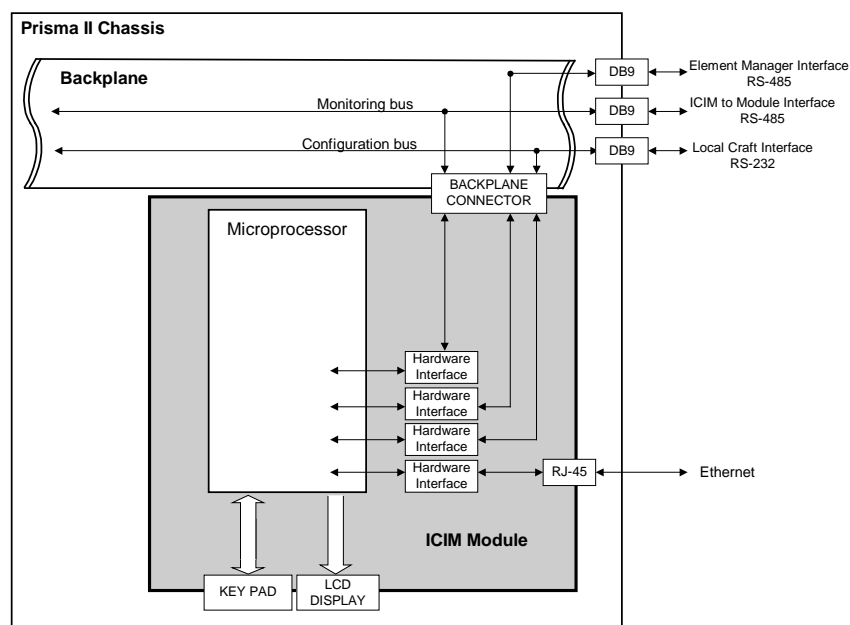 Prisma II Chassis
Backplane
DB9
Element Manager Interface
RS-485
Monitoring bus
DB9
ICIM to Module Interface
RS-485
Configuration bus
DB9
Local Craft Interface
RS-232
BACKPLANE
CONNECTOR
Microprocessor
Hardware
Interface
Hardware
Interface
Hardware
Interface
Hardware
Interface
RJ-45
Ethernet
ICIM Module
KEY PAD
LCD
DISPLAY